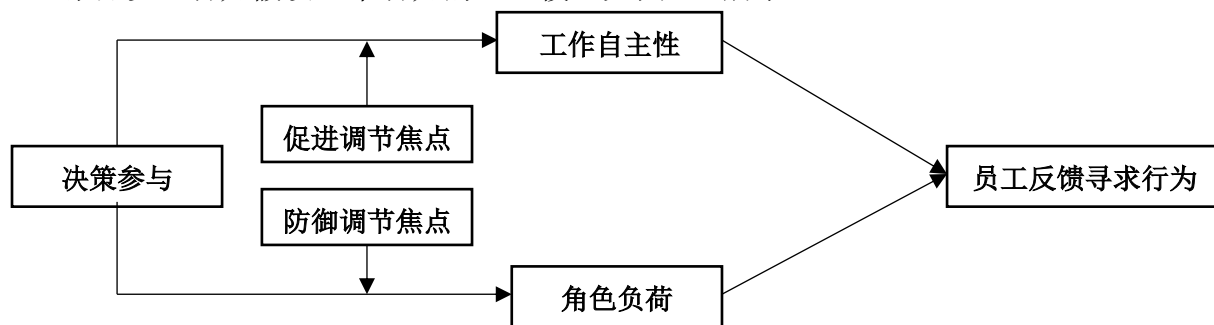 工作自主性
促进调节焦点
决策参与
员工反馈寻求行为
防御调节焦点
角色负荷